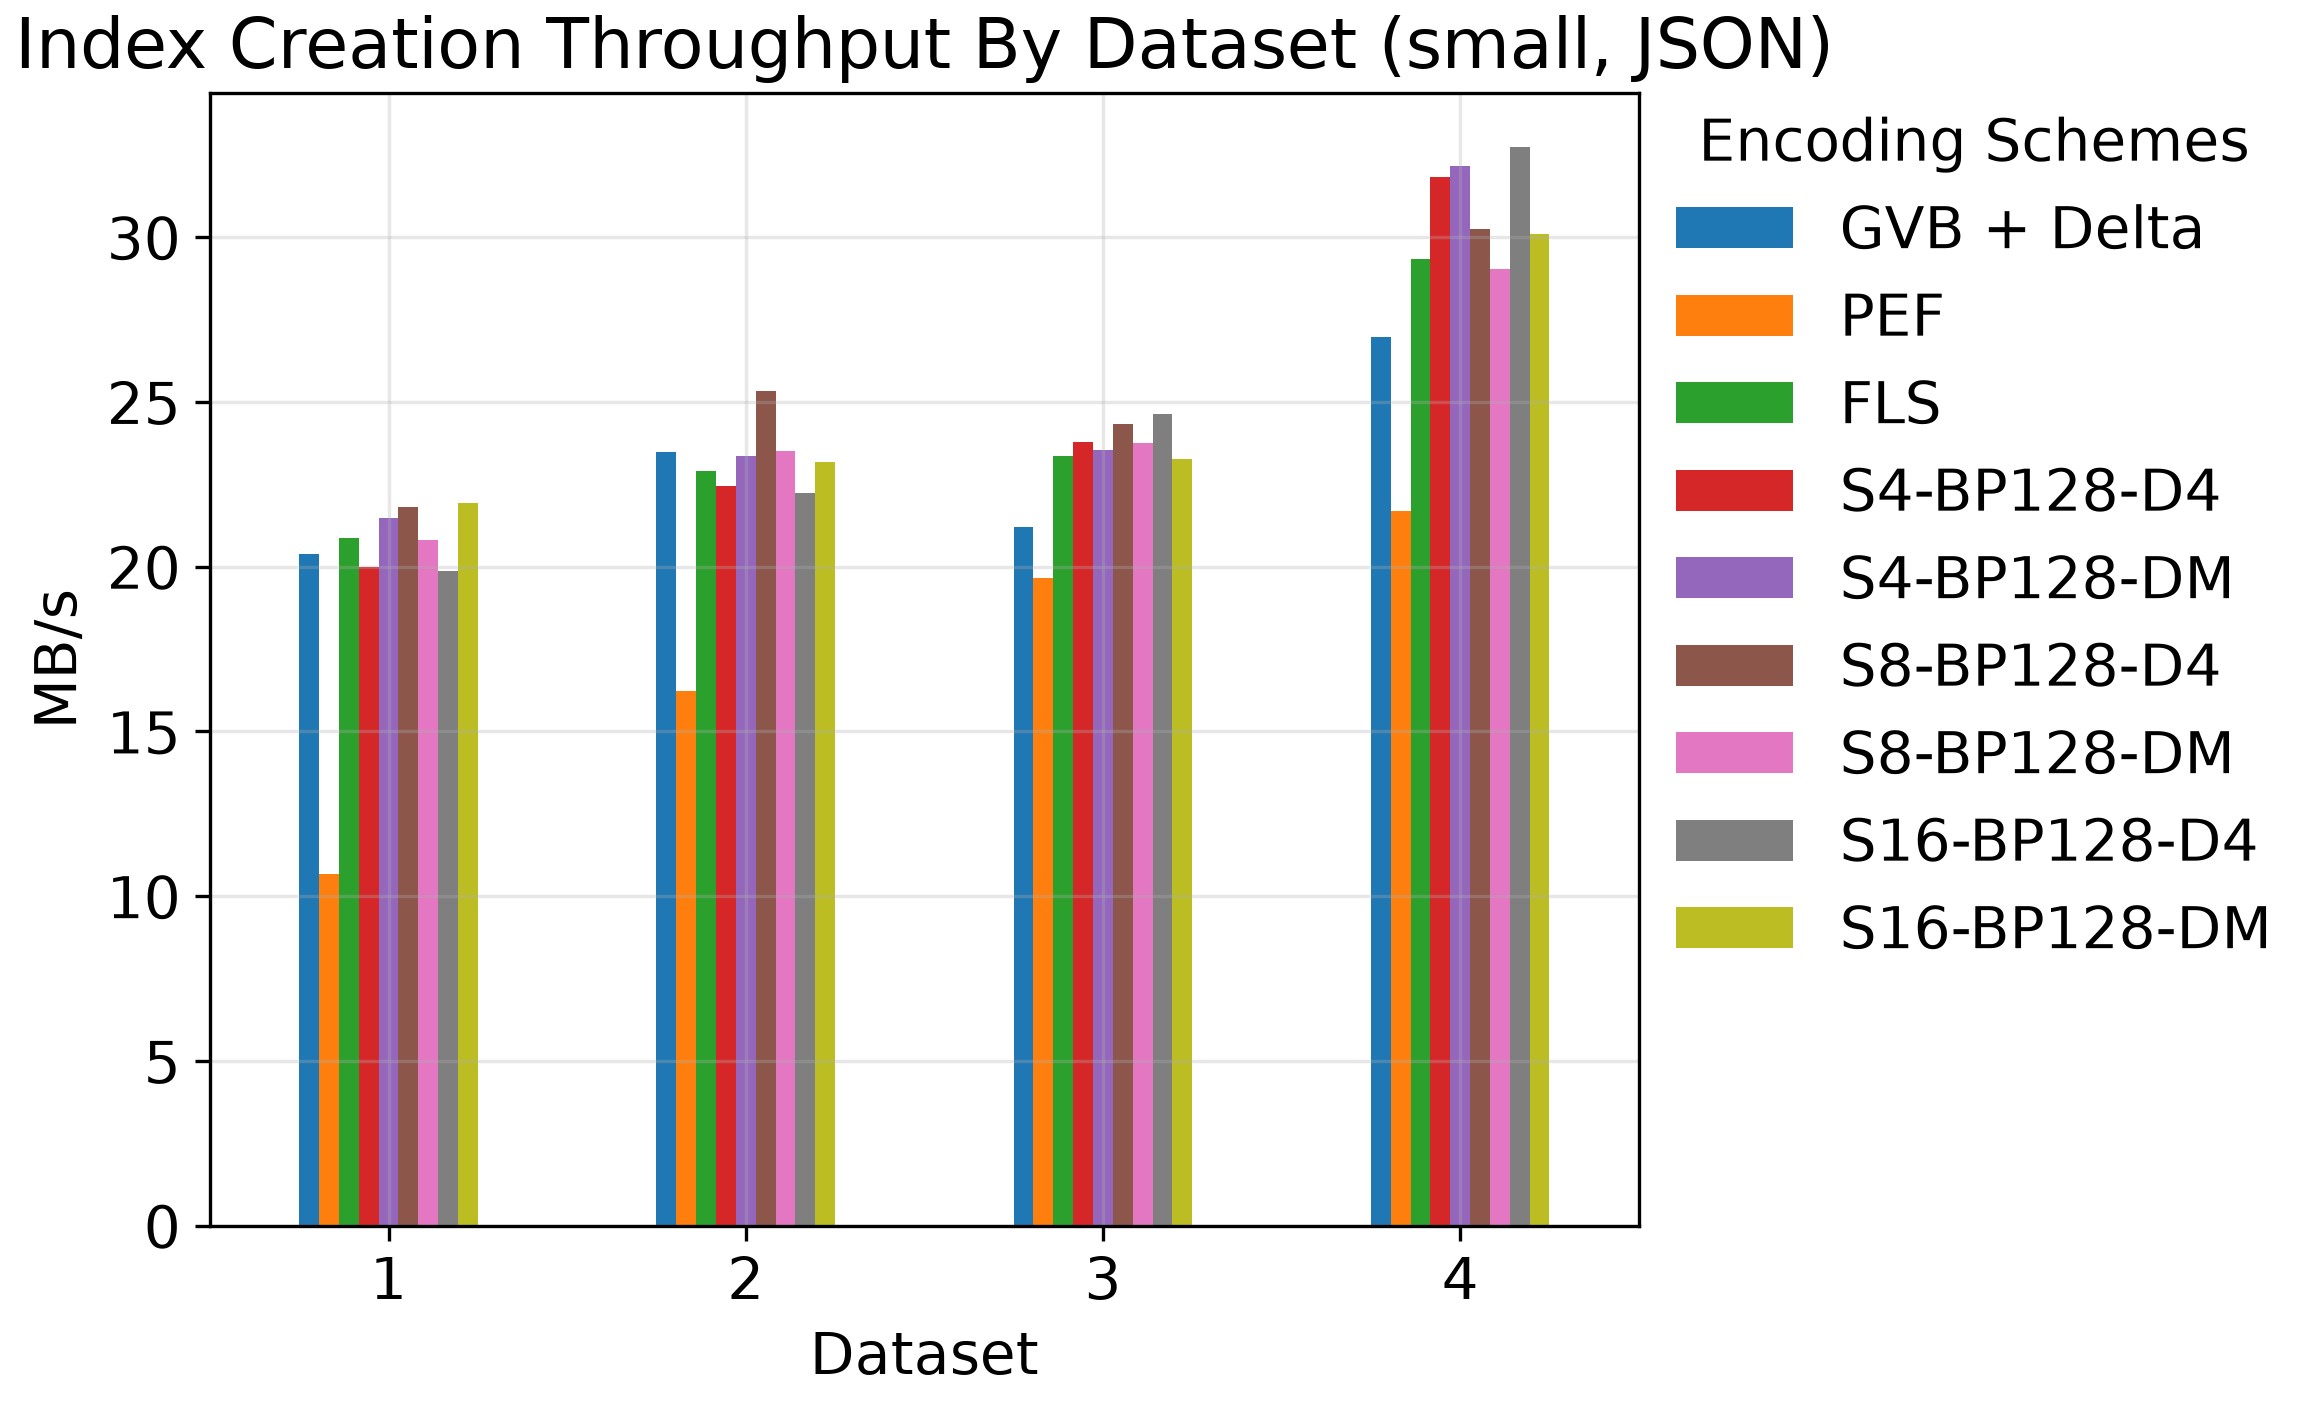 Index Creation Throughput By Dataset (small, JSON)
MB/s
30
25
20
15
10
5
0
1
2
3
4
Dataset
Encoding Schemes
GVB + Delta
PEF
FLS
S4-BP128-D4
S4-BP128-DM
S8-BP128-D4
S8-BP128-DM
S16-BP128-D4
S16-BP128-DM